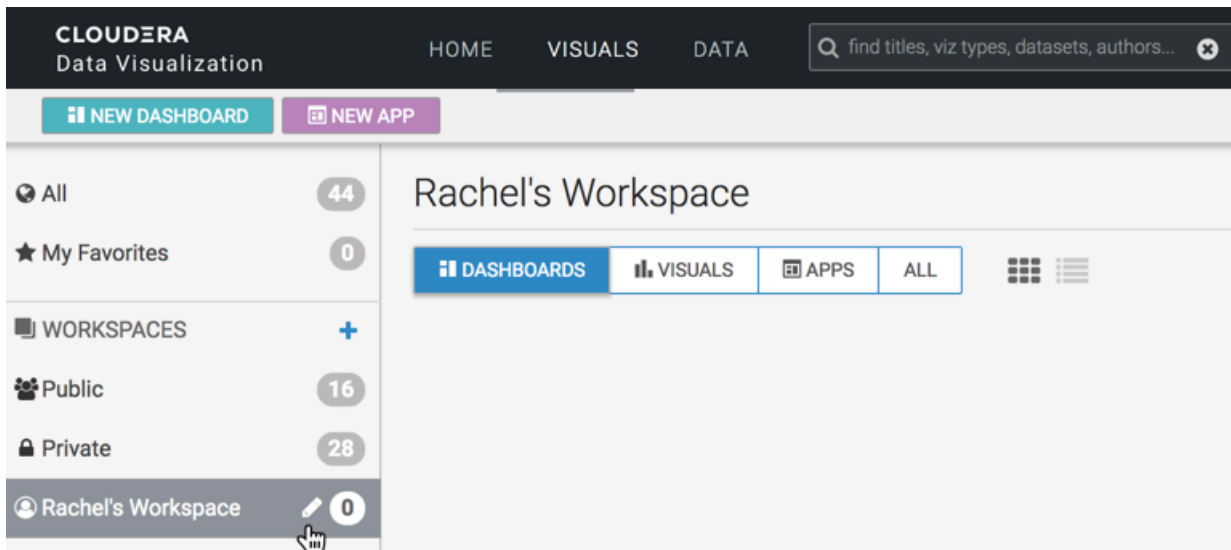 CLOUDERA
Data Visualization
HOME VISUALS DATA
find titles, viz types, datasets, authors...
NEW DASHBOARD NEW APP
All 44
My Favorites 0
WORKSPACES
Public 16
Private 28
Rachel's Workspace 0
Rachel's Workspace
DASHBOARDS VISUALS APPS ALL